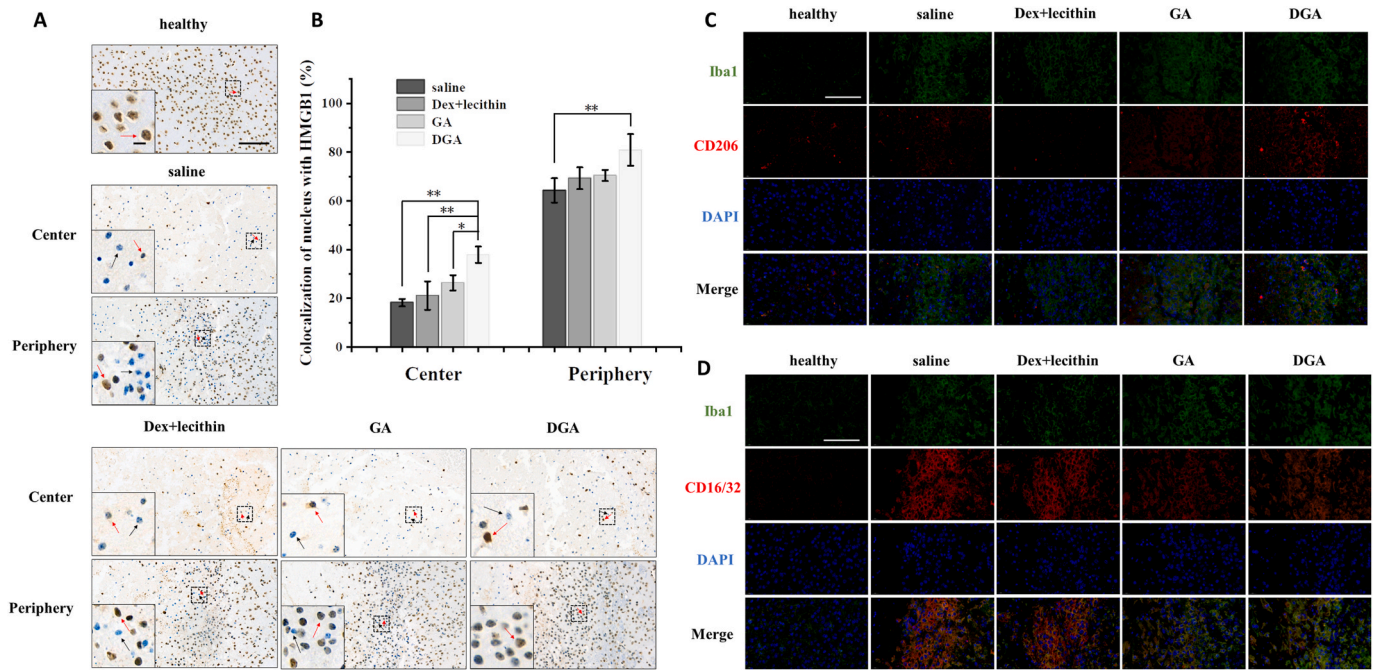 A
healthy
saline
Center
Periphery
Dex+lecithin GA DGA
Center
Periphery
B
Colocalization of nucleus with HMGB1 (%)
100
80
60
40
20
0
saline
Dex+lecithin
GA
DGA
**
**
*
**
Center Periphery
C
healthy saline Dex+lecithin GA DGA
Iba1
CD206
DAPI
Merge
D
healthy saline Dex+lecithin GA DGA
Iba1
CD16/32
DAPI
Merge